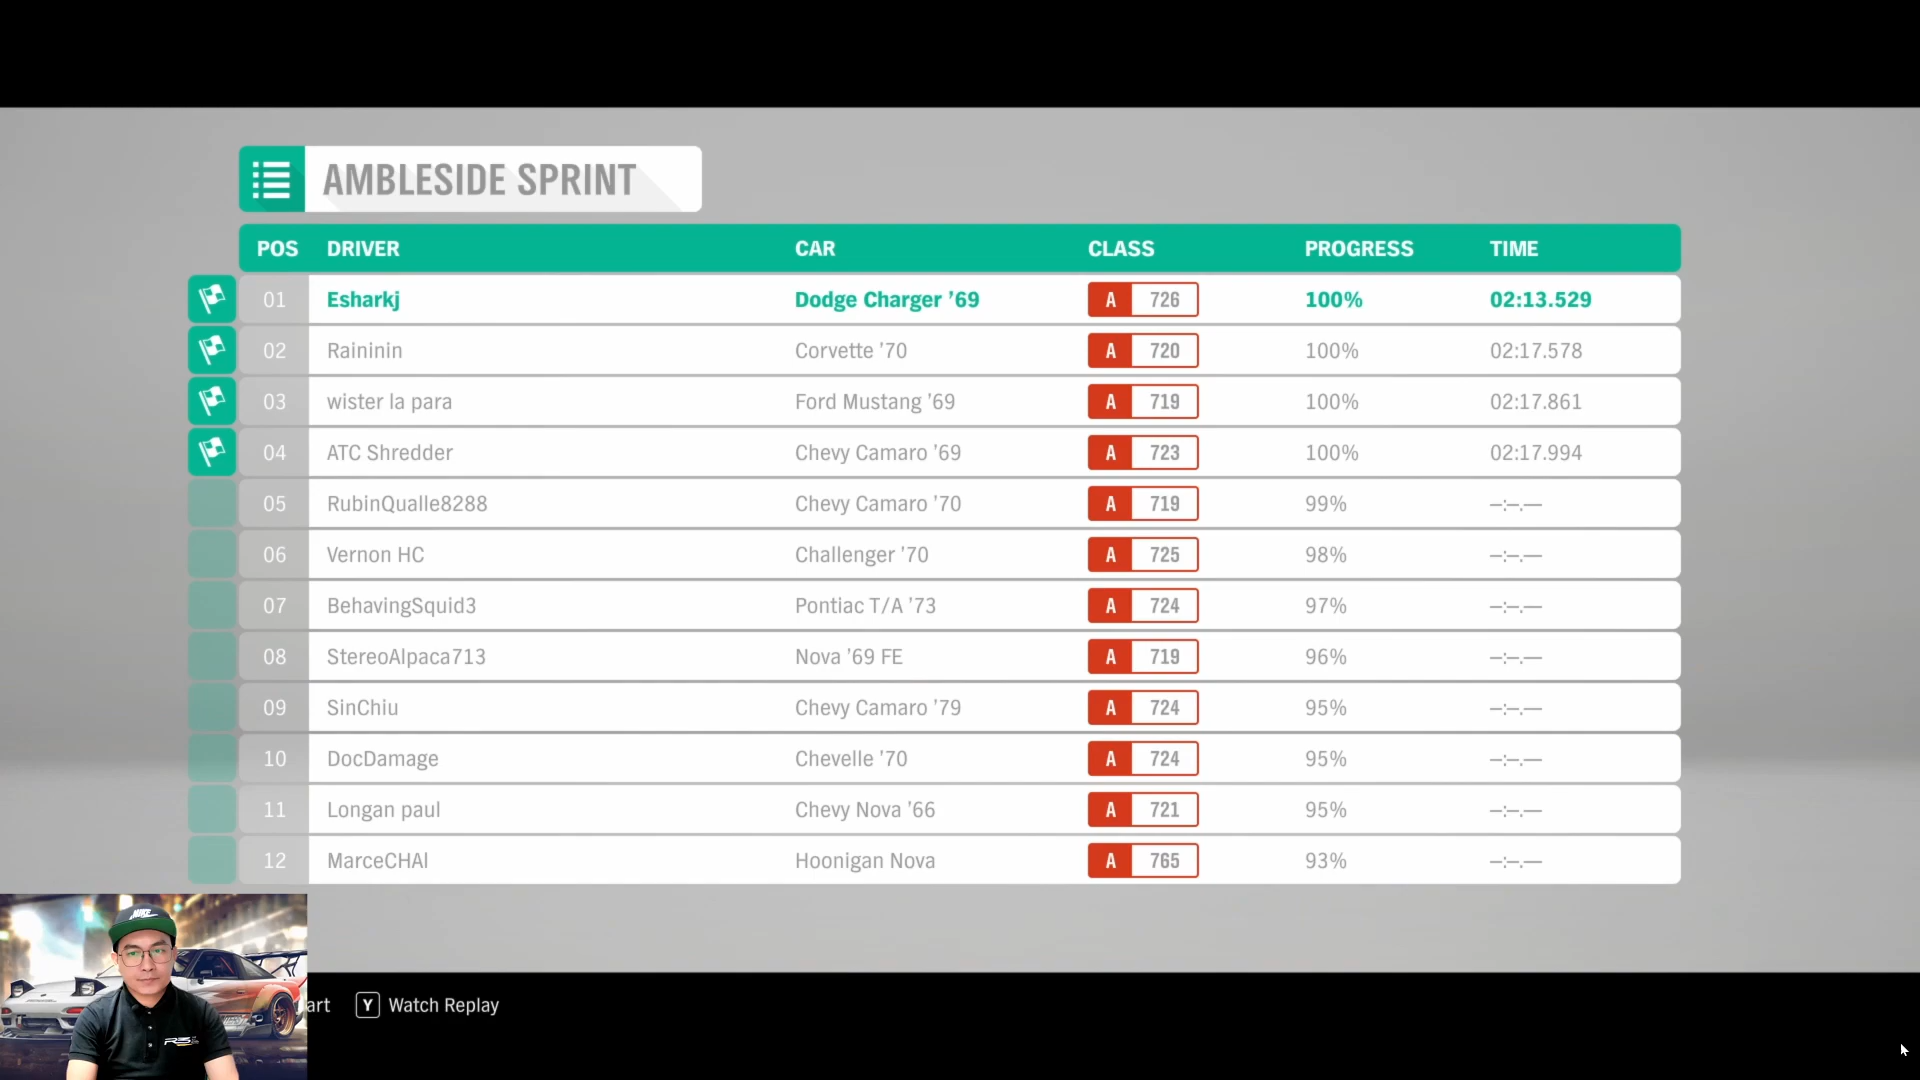 AMBLESIDE SPRINT
POS DRIVER CAR CLASS PROGRESS TIME
01 Esharkj Dodge Charger ’69 A 726 100% 02:13.529
02 Raininin Corvette ’70 A 720 100% 02:17.578
03 wister la para Ford Mustang ’69 A 719 100% 02:17.861
04 ATC Shredder Chevy Camaro ’69 A 723 100% 02:17.994
05 RubinQualle8288 Chevy Camaro ’70 A 719 99% –:–.––
06 Vernon HC Challenger ’70 A 725 98% –:–.––
07 BehavingSquid3 Pontiac T/A ’73 A 724 97% –:–.––
08 StereoAlpaca713 Nova ’69 FE A 719 96% –:–.––
09 SinChiu Chevy Camaro ’79 A 724 95% –:–.––
10 DocDamage Chevelle ’70 A 724 95% –:–.––
11 Longan paul Chevy Nova ’66 A 721 95% –:–.––
12 MarceCHAl Hoonigan Nova A 765 93% –:–.––
NIKE
art Y Watch Replay